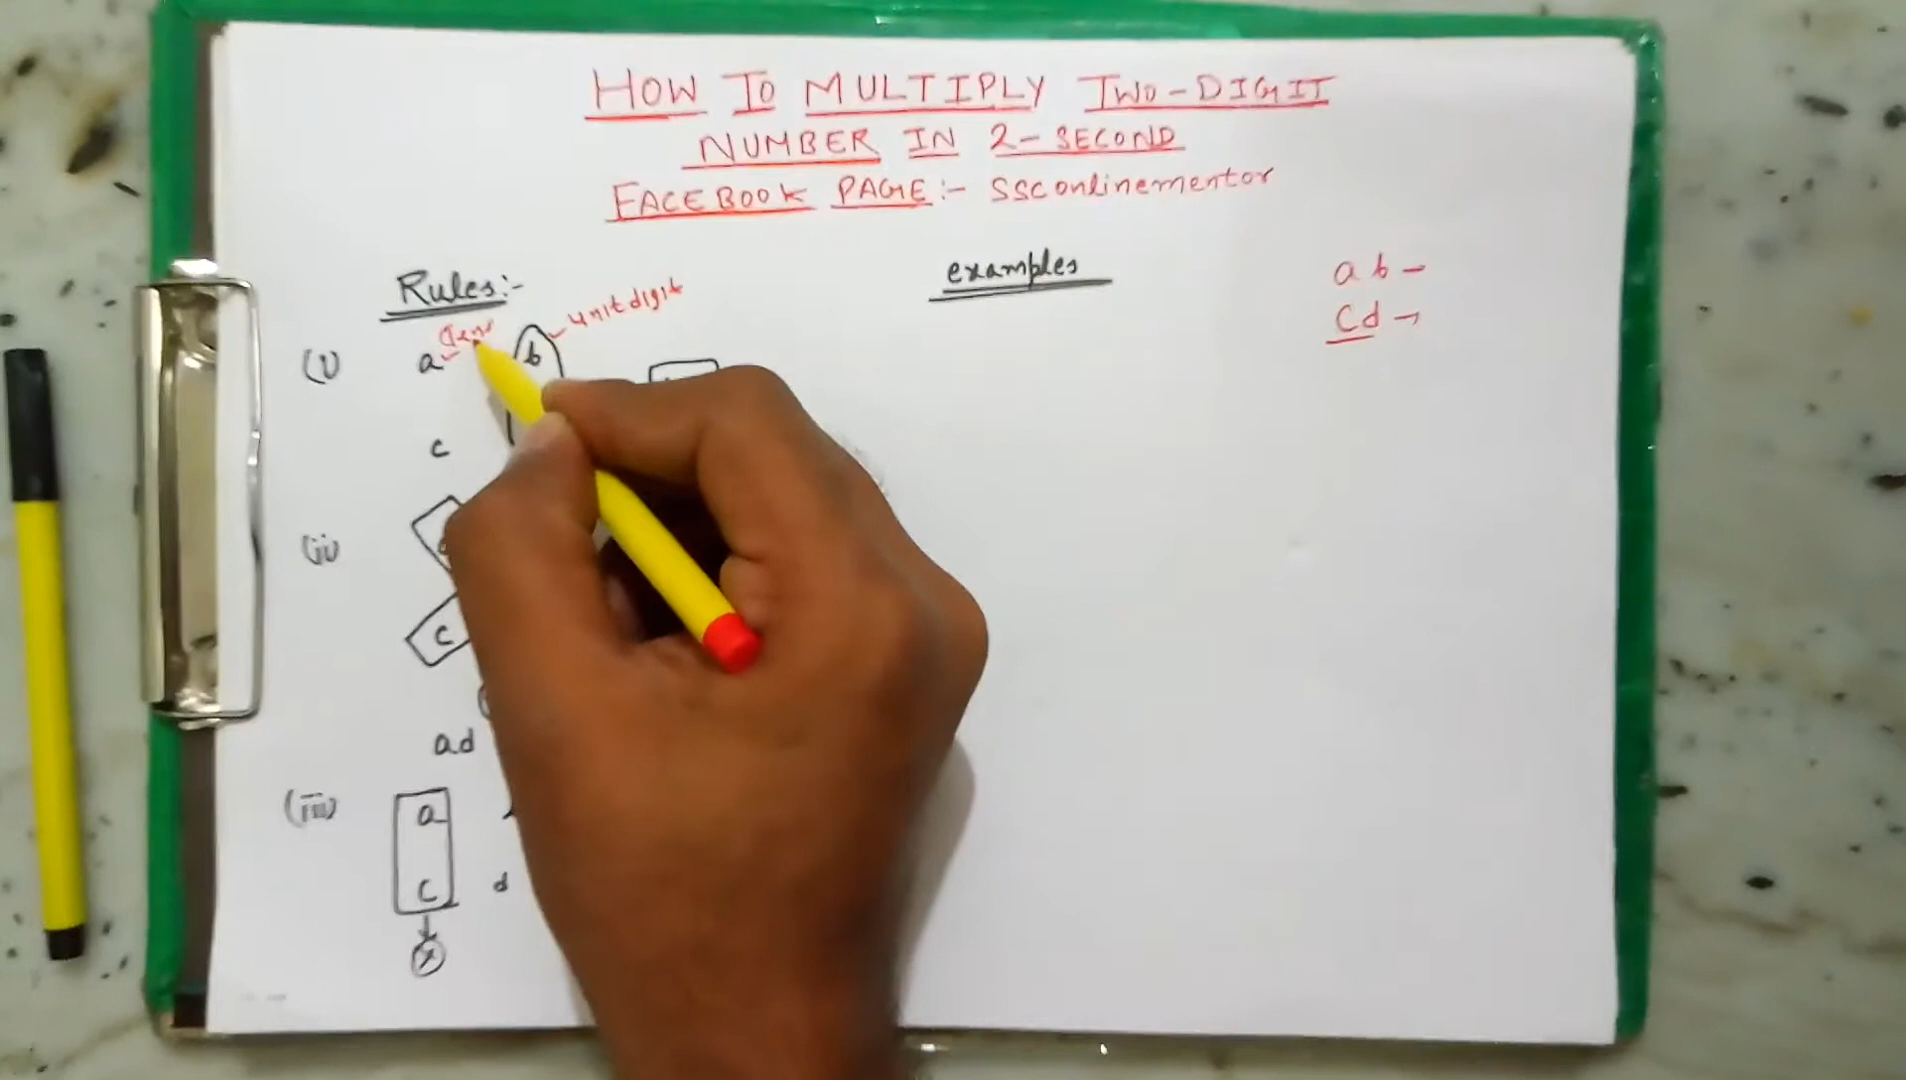 HOW TO MULTIPLY TWO-DIGIT
NUMBER IN 2-SECOND
FACEBOOK PAGE:- SSconlinementor
Rules:-
examples
a b -
cd →
unit digit
(i) a b
c
(ii)
c
ad
(iii) a
c d
x